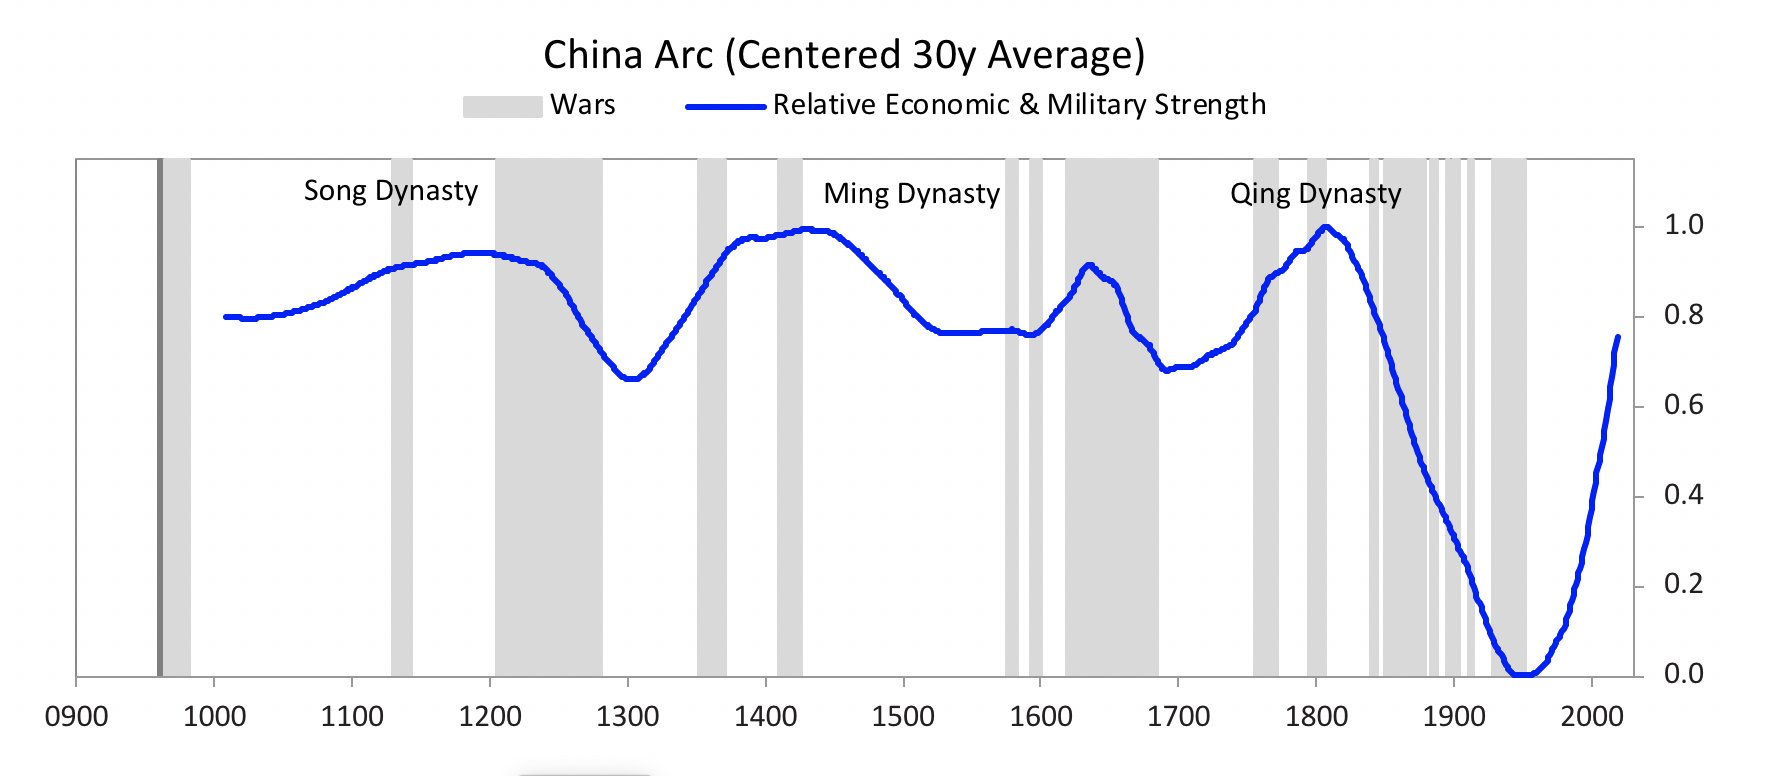 China Arc (Centered 30y Average)
Wars Relative Economic & Military Strength
Song Dynasty Ming Dynasty Qing Dynasty
1.0
0.8
0.6
0.4
0.2
0.0
0900 1000 1100 1200 1300 1400 1500 1600 1700 1800 1900 2000